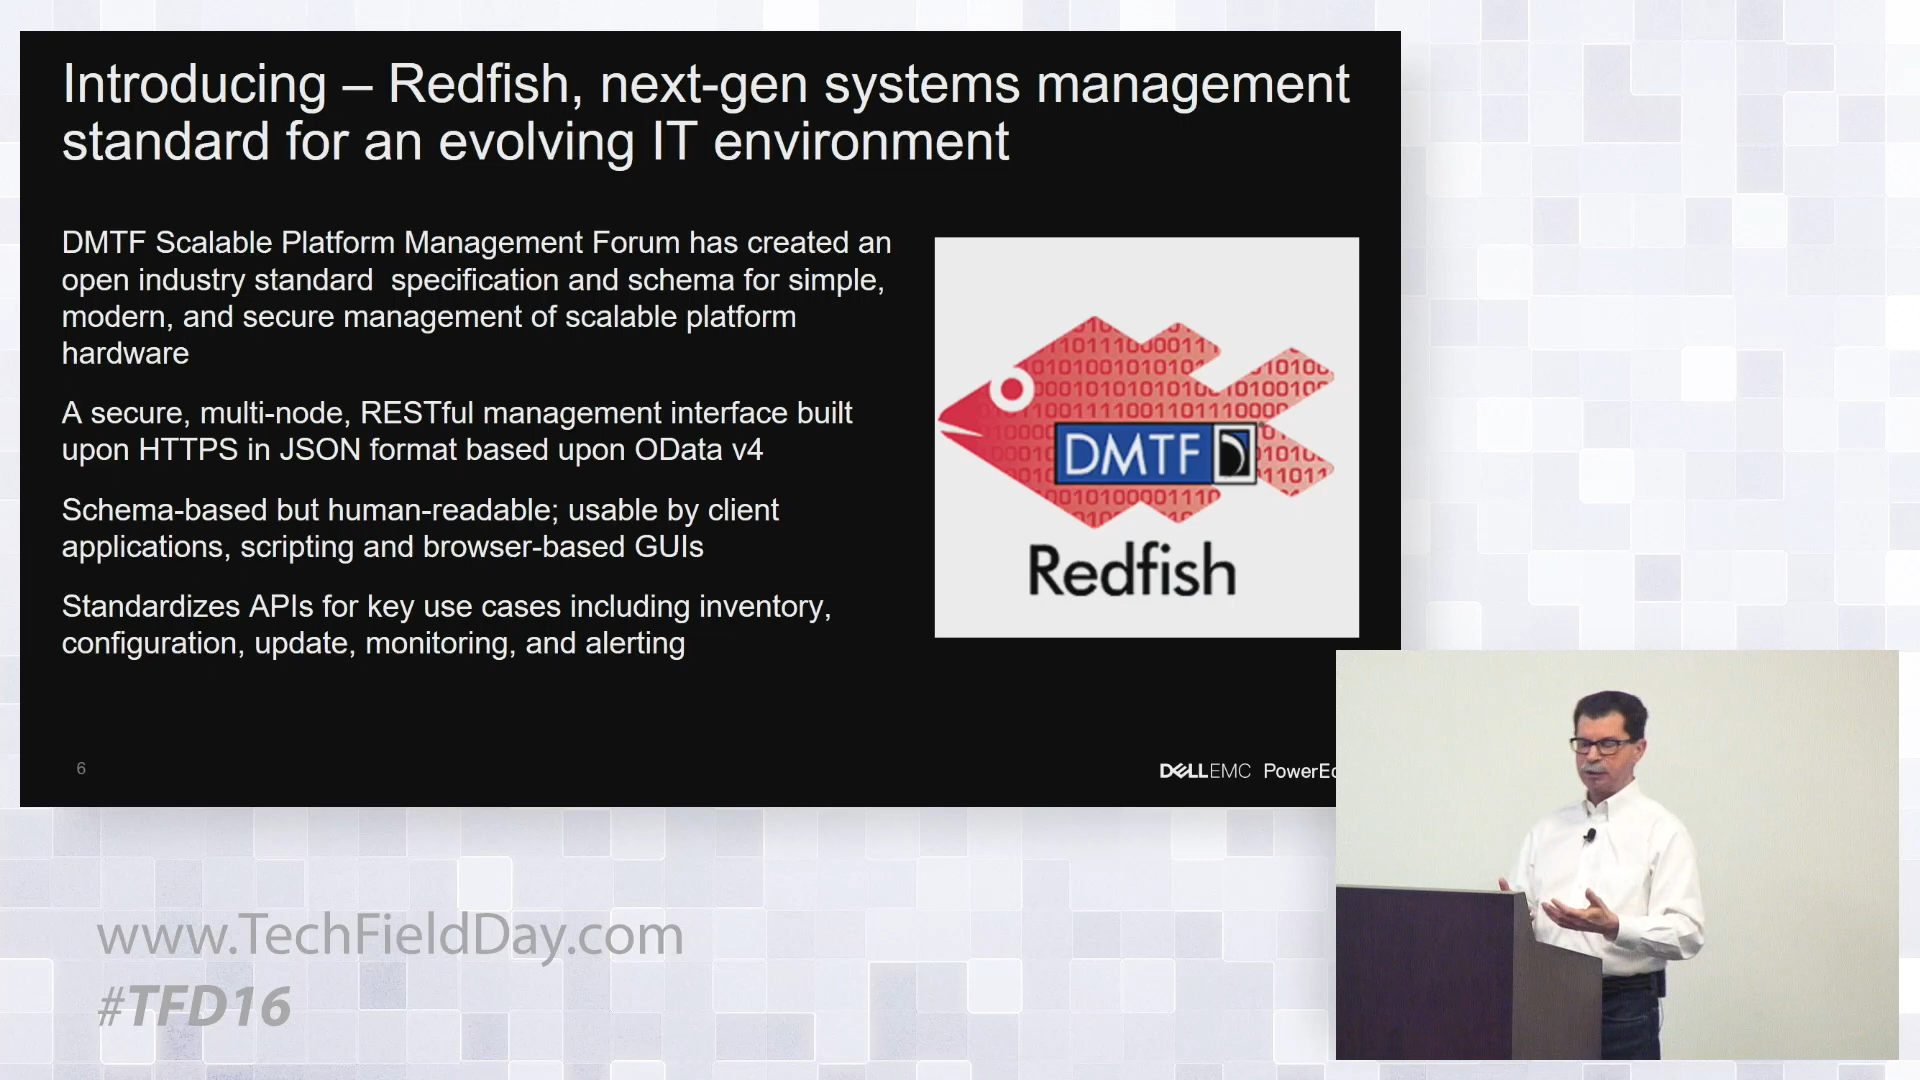 Introducing – Redfish, next-gen systems management
standard for an evolving IT environment
DMTF Scalable Platform Management Forum has created an
open industry standard  specification and schema for simple,
modern, and secure management of scalable platform
hardware
A secure, multi-node, RESTful management interface built
upon HTTPS in JSON format based upon OData v4
Schema-based but human-readable; usable by client
applications, scripting and browser-based GUIs
Standardizes APIs for key use cases including inventory,
configuration, update, monitoring, and alerting
DMTF
Redfish
6
DELLEMC
www.TechFieldDay.com
#TFD16